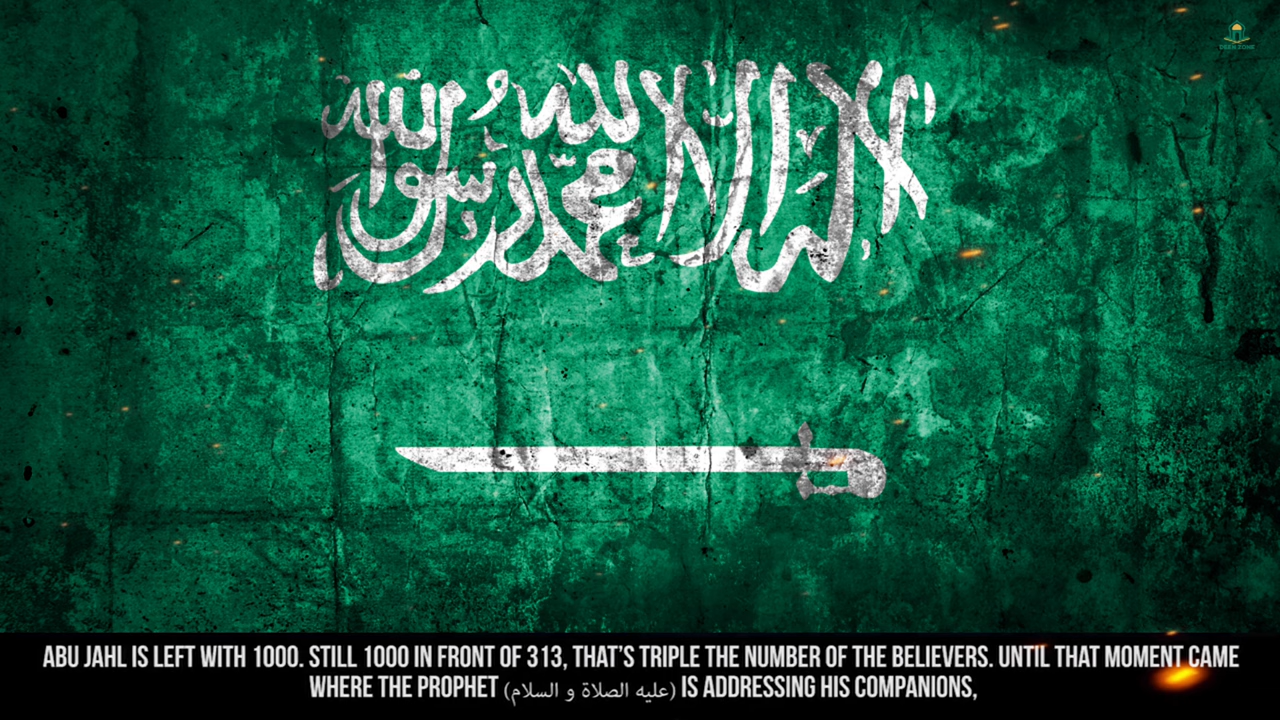 DEEN ZONE
لا إله إلا الله محمد رسول الله
ABU JAHL IS LEFT WITH 1000. STILL 1000 IN FRONT OF 313, THAT'S TRIPLE THE NUMBER OF THE BELIEVERS. UNTIL THAT MOMENT CAME
WHERE THE PROPHET (عليه الصلاة و السلام) IS ADDRESSING HIS COMPANIONS,